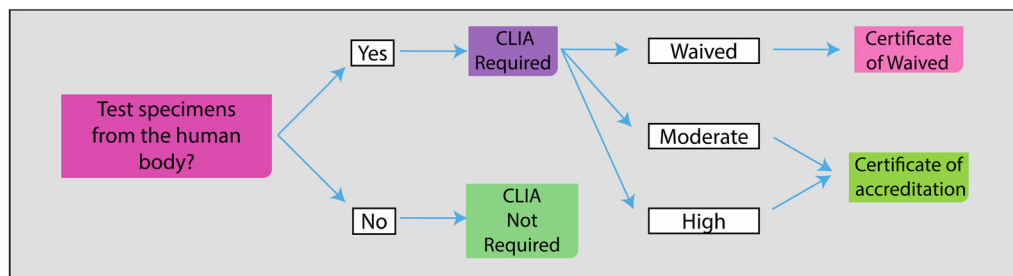 Test specimens
from the human
body?
Yes
No
CLIA
Required
CLIA
Not
Required
Waived
Moderate
High
Certificate
of Waived
Certificate of
accreditation